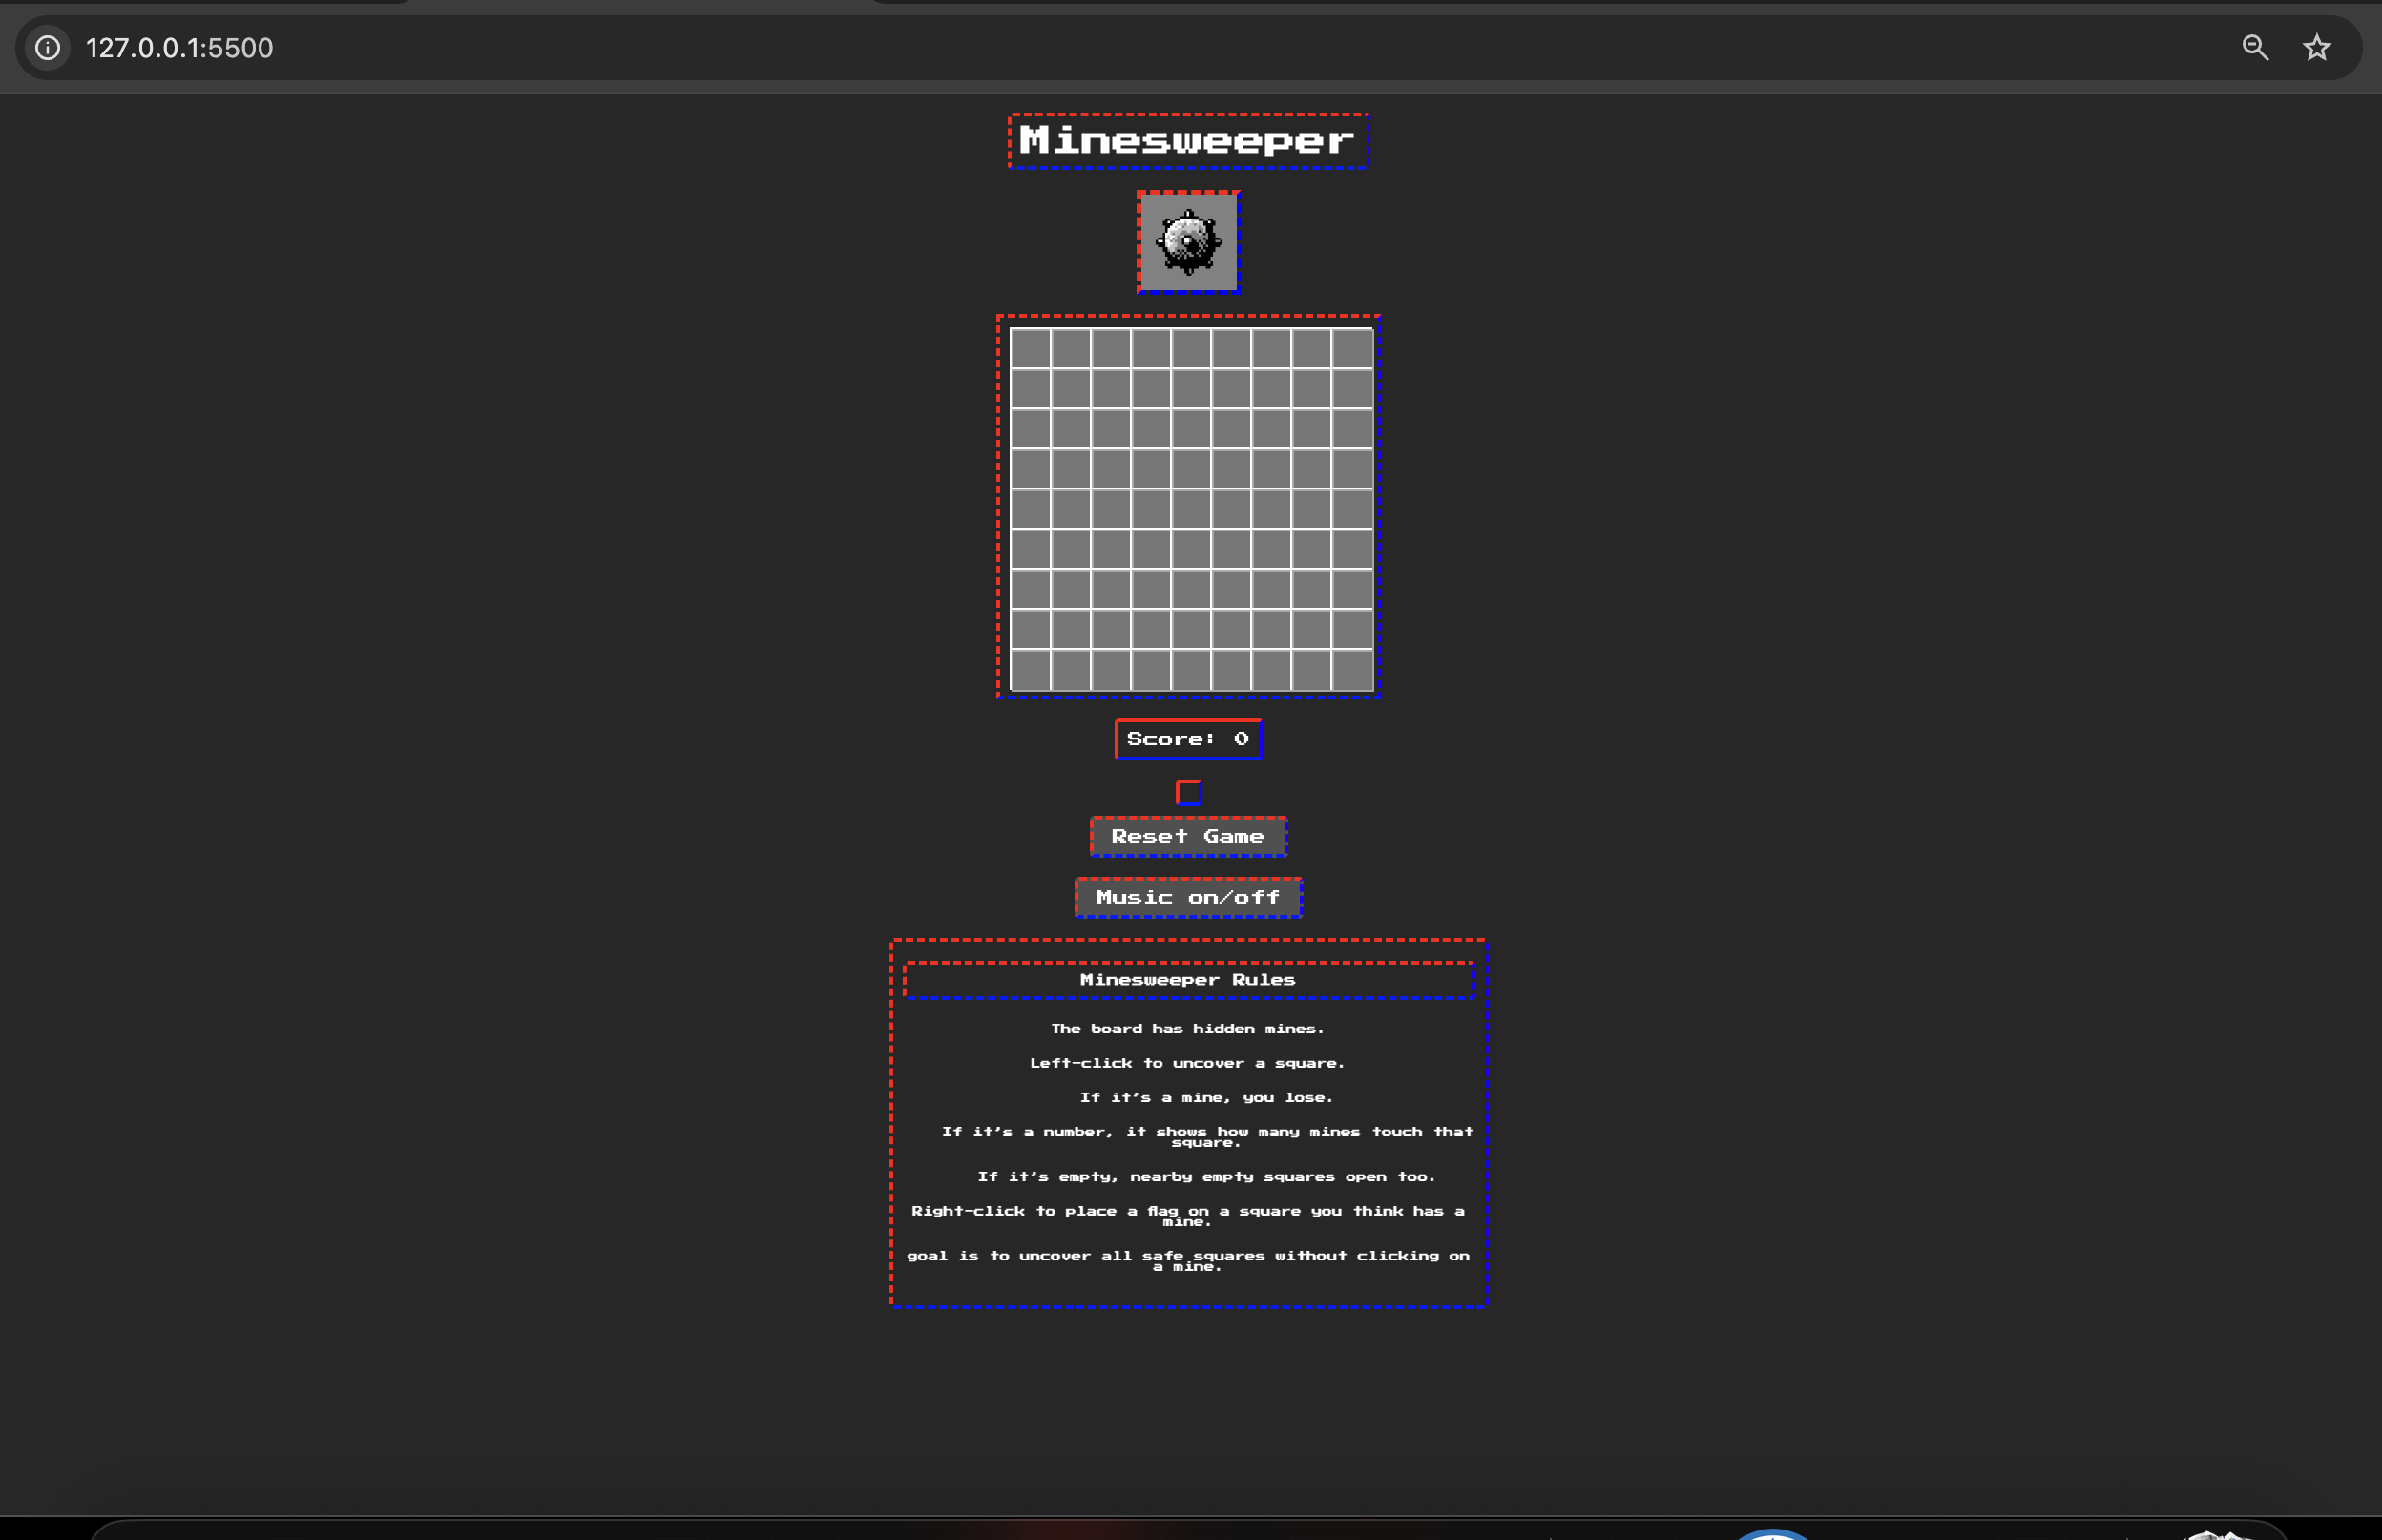 127.0.0.1:5500
Minesweeper
Score: 0
Reset Game
Music on/off
Minesweeper Rules
The board has hidden mines.
Left-click to uncover a square.
If it's a mine, you lose.
If it's a number, it shows how many mines touch that
square.
If it's empty, nearby empty squares open too.
Right-click to place a flag on a square you think has a
mine.
goal is to uncover all safe squares without clicking on
a mine.